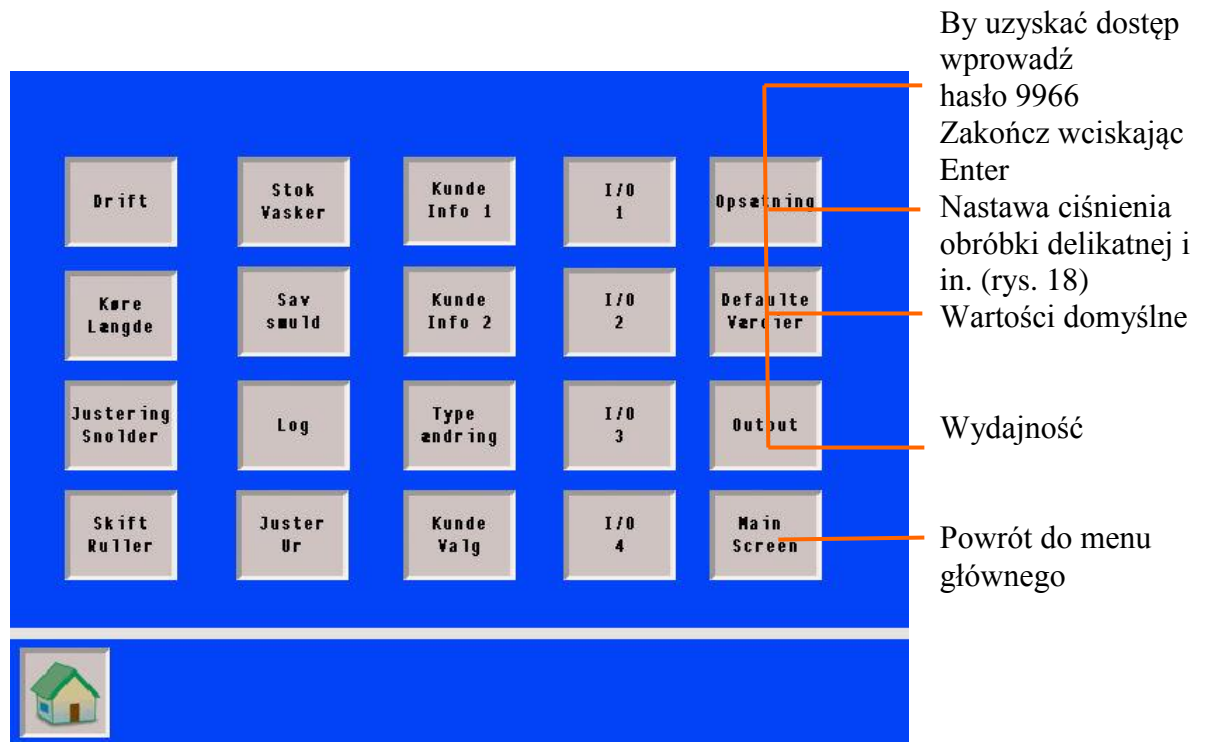 By uzyskać dostęp
wprowadź
hasło 9966
Zakończ wciskając
Enter
Nastawa ciśnienia
obróbki delikatnej i
in. (rys. 18)
Wartości domyślne
Wydajność
Powrót do menu
głównego
Drift
Stok
Vasker
Kunde
Info 1
I/O
1
Opsætning
Køre
Længde
Sav
smuld
Kunde
Info 2
I/O
2
Defaulte
Værdier
Justering
Snolder
Log
Type
ændring
I/O
3
Output
Skift
Ruller
Juster
Ur
Kunde
Valg
I/O
4
Main
Screen